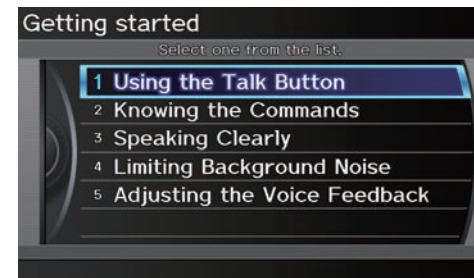 Getting started
Select one from the list.
1 Using the Talk Button
2 Knowing the Commands
3 Speaking Clearly
4 Limiting Background Noise
5 Adjusting the Voice Feedback